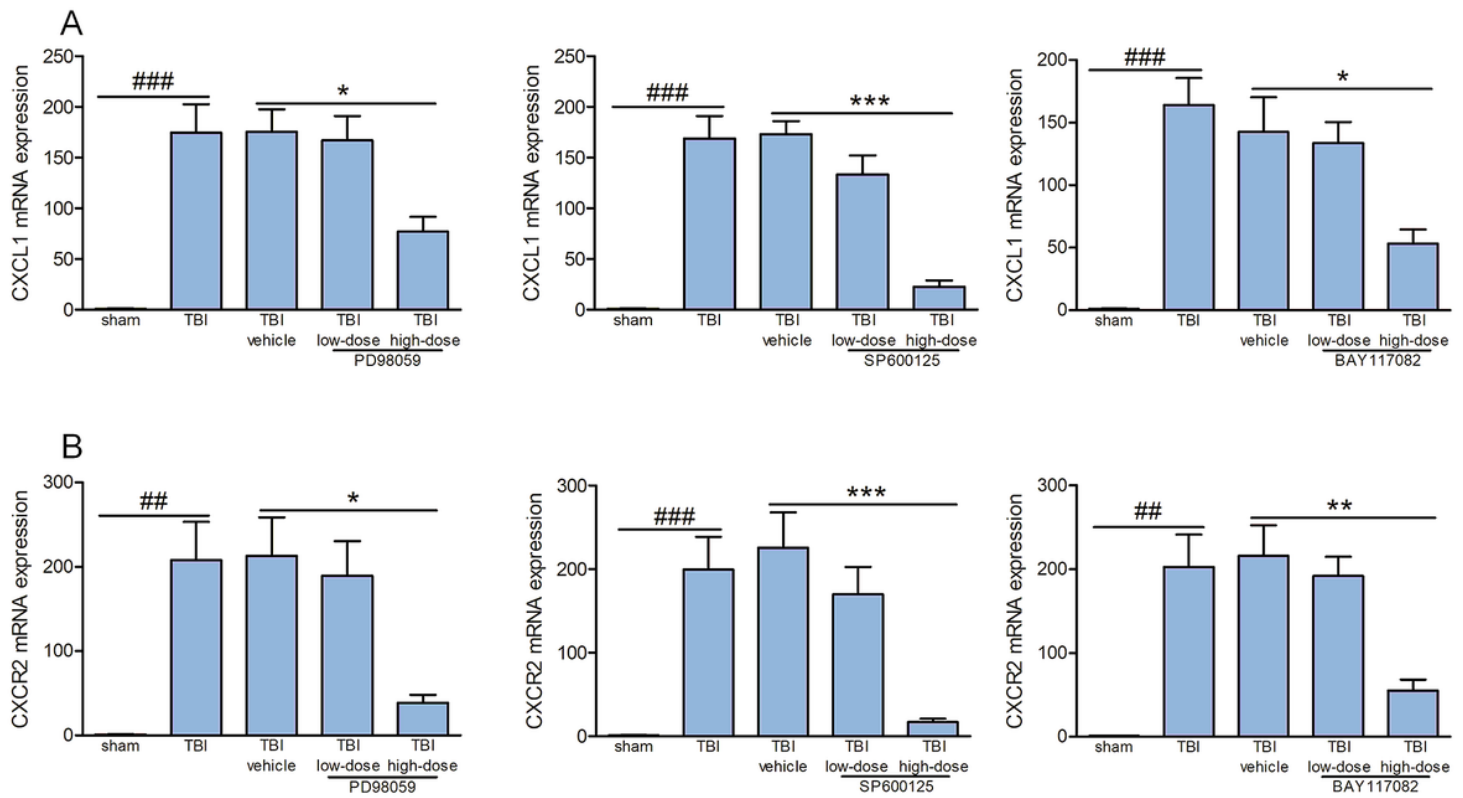 A
CXCL1 mRNA expression
250
200
150
100
50
0
###
*
sham TBI TBI TBI TBI
vehicle low-dose high-dose
PD98059
CXCL1 mRNA expression
250
200
150
100
50
0
###
***
sham TBI TBI TBI TBI
vehicle low-dose high-dose
SP600125
CXCL1 mRNA expression
200
150
100
50
0
###
*
sham TBI TBI TBI TBI
vehicle low-dose high-dose
BAY117082
B
CXCR2 mRNA expression
300
200
100
0
##
*
sham TBI TBI TBI TBI
vehicle low-dose high-dose
PD98059
CXCR2 mRNA expression
300
200
100
0
###
***
sham TBI TBI TBI TBI
vehicle low-dose high-dose
SP600125
CXCR2 mRNA expression
300
200
100
0
##
**
sham TBI TBI TBI TBI
vehicle low-dose high-dose
BAY117082